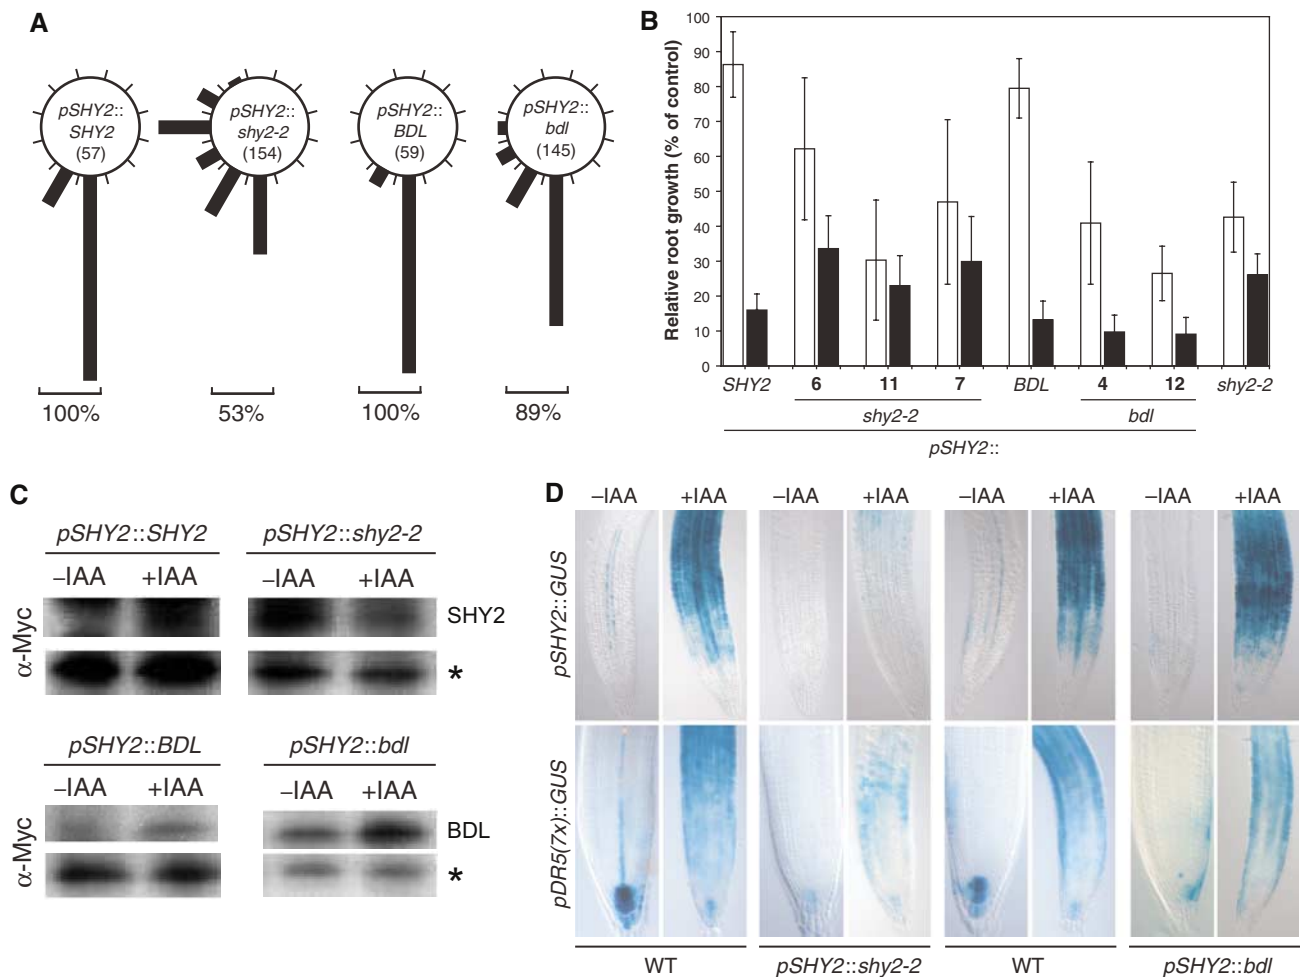 A
pSHY2::
SHY2
(57)
pSHY2::
shy2-2
(154)
pSHY2::
BDL
(59)
pSHY2::
bdl
(145)
100%
53%
100%
89%
B
Relative root growth (% of control)
100
90
80
70
60
50
40
30
20
10
0
SHY2 6 11 7 BDL 4 12 shy2-2
shy2-2 bdl
pSHY2::
C
pSHY2::SHY2 pSHY2::shy2-2
–IAA +IAA –IAA +IAA
α-Myc
SHY2
*
pSHY2::BDL pSHY2::bdl
–IAA +IAA –IAA +IAA
α-Myc
BDL
*
D
–IAA +IAA –IAA +IAA –IAA +IAA –IAA +IAA
pSHY2::GUS
pDR5(7x)::GUS
WT pSHY2::shy2-2 WT pSHY2::bdl